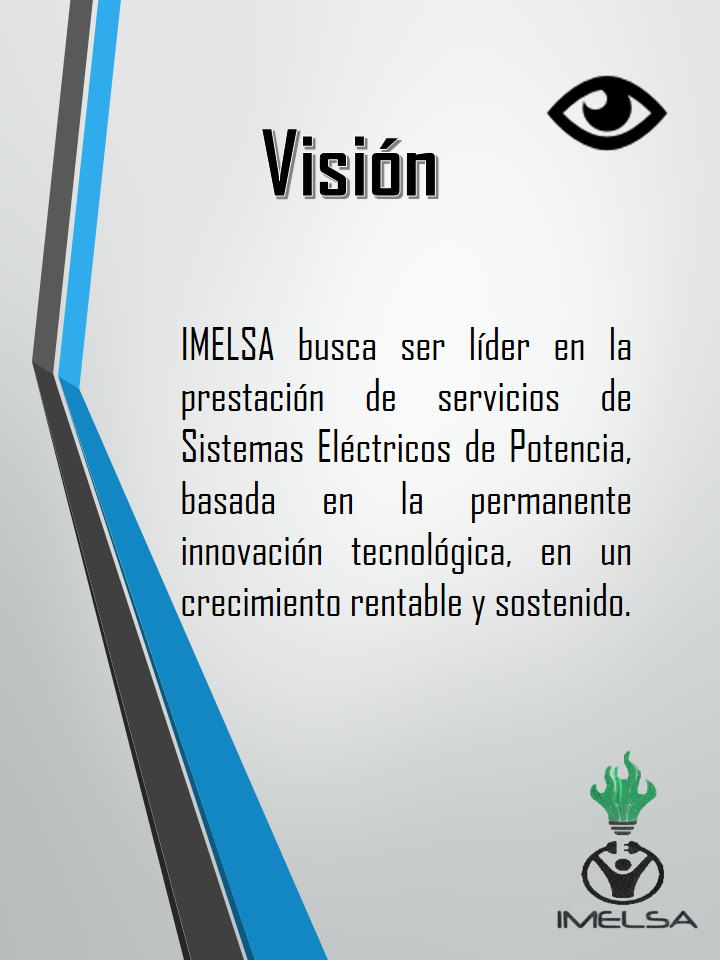 Visión
IMELSA busca ser líder en la
prestación de servicios de
Sistemas Eléctricos de Potencia,
basada en la permanente
innovación tecnológica, en un
crecimiento rentable y sostenido.
IMELSA